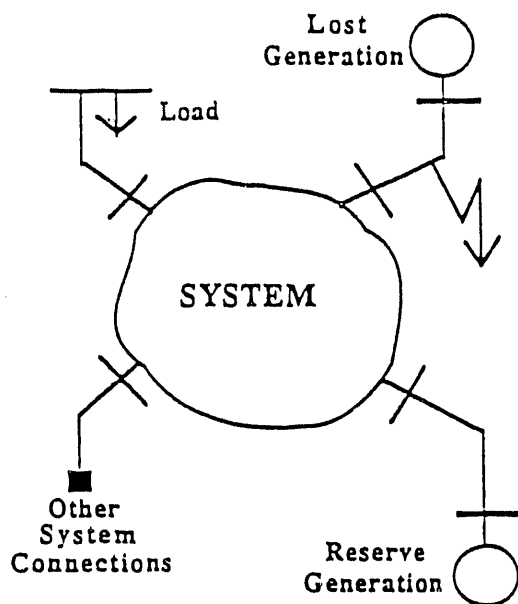 Lost
Generation
Load
SYSTEM
Other
System
Connections
Reserve
Generation